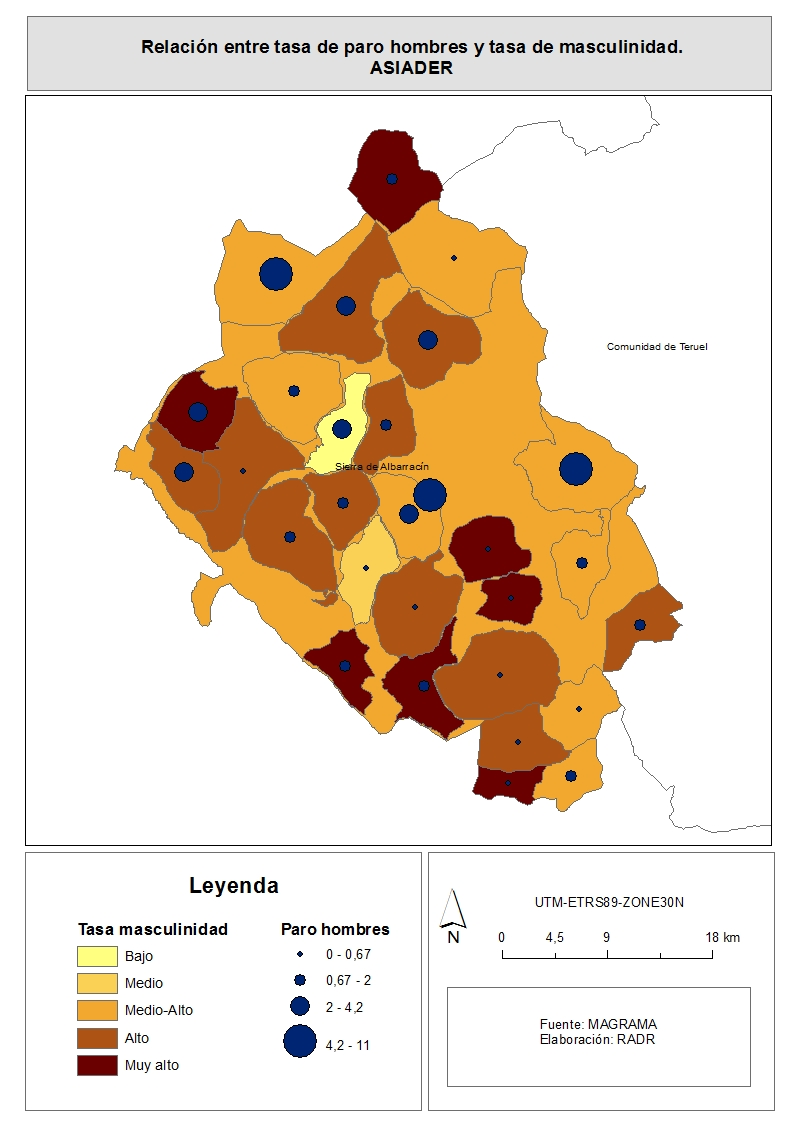 Relación entre tasa de paro hombres y tasa de masculinidad.
ASIADER
Comunidad de Teruel
Sierra de Albarracín
Leyenda
Tasa masculinidad
Bajo
Medio
Medio-Alto
Alto
Muy alto
Paro hombres
0 - 0,67
0,67 - 2
2 - 4,2
4,2 - 11
N
UTM-ETRS89-ZONE30N
0 4,5 9 18 km
Fuente: MAGRAMA
Elaboración: RADR